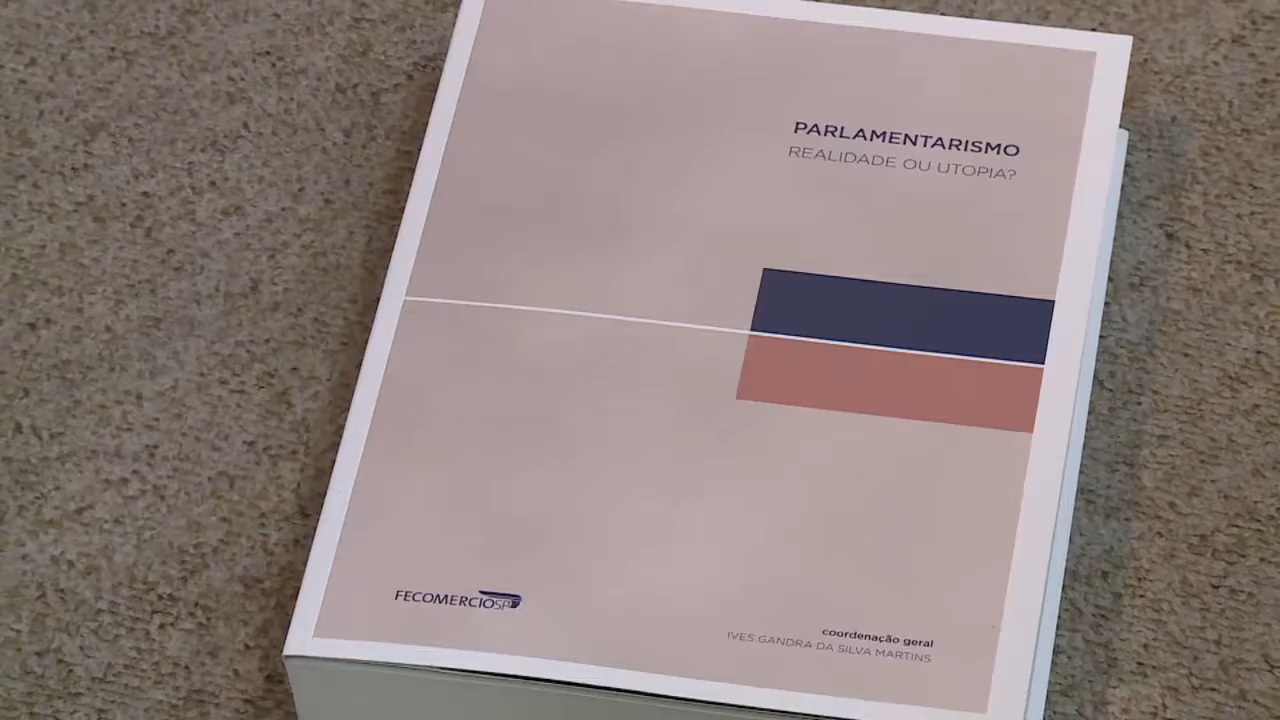 PARLAMENTARISMO
REALIDADE OU UTOPIA?
FECOMERCIOSP
coordenação geral
IVES GANDRA DA SILVA MARTINS